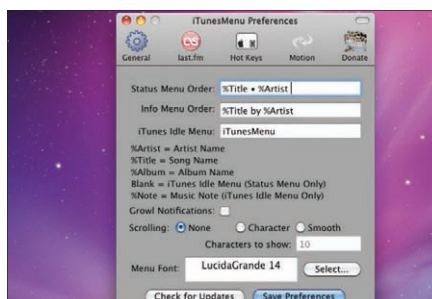 iTunesMenu Preferences
General last.fm Hot Keys Motion Donate
Status Menu Order: %Title • %Artist
Info Menu Order: %Title by %Artist
iTunes Idle Menu: iTunesMenu
%Artist = Artist Name
%Title = Song Name
%Album = Album Name
Blank = iTunes Idle Menu (Status Menu Only)
%Note = Music Note (iTunes Idle Menu Only)
Growl Notifications:
Scrolling: None Character Smooth
Characters to show: 10
Menu Font: LucidaGrande 14 Select...
Check for Updates Save Preferences